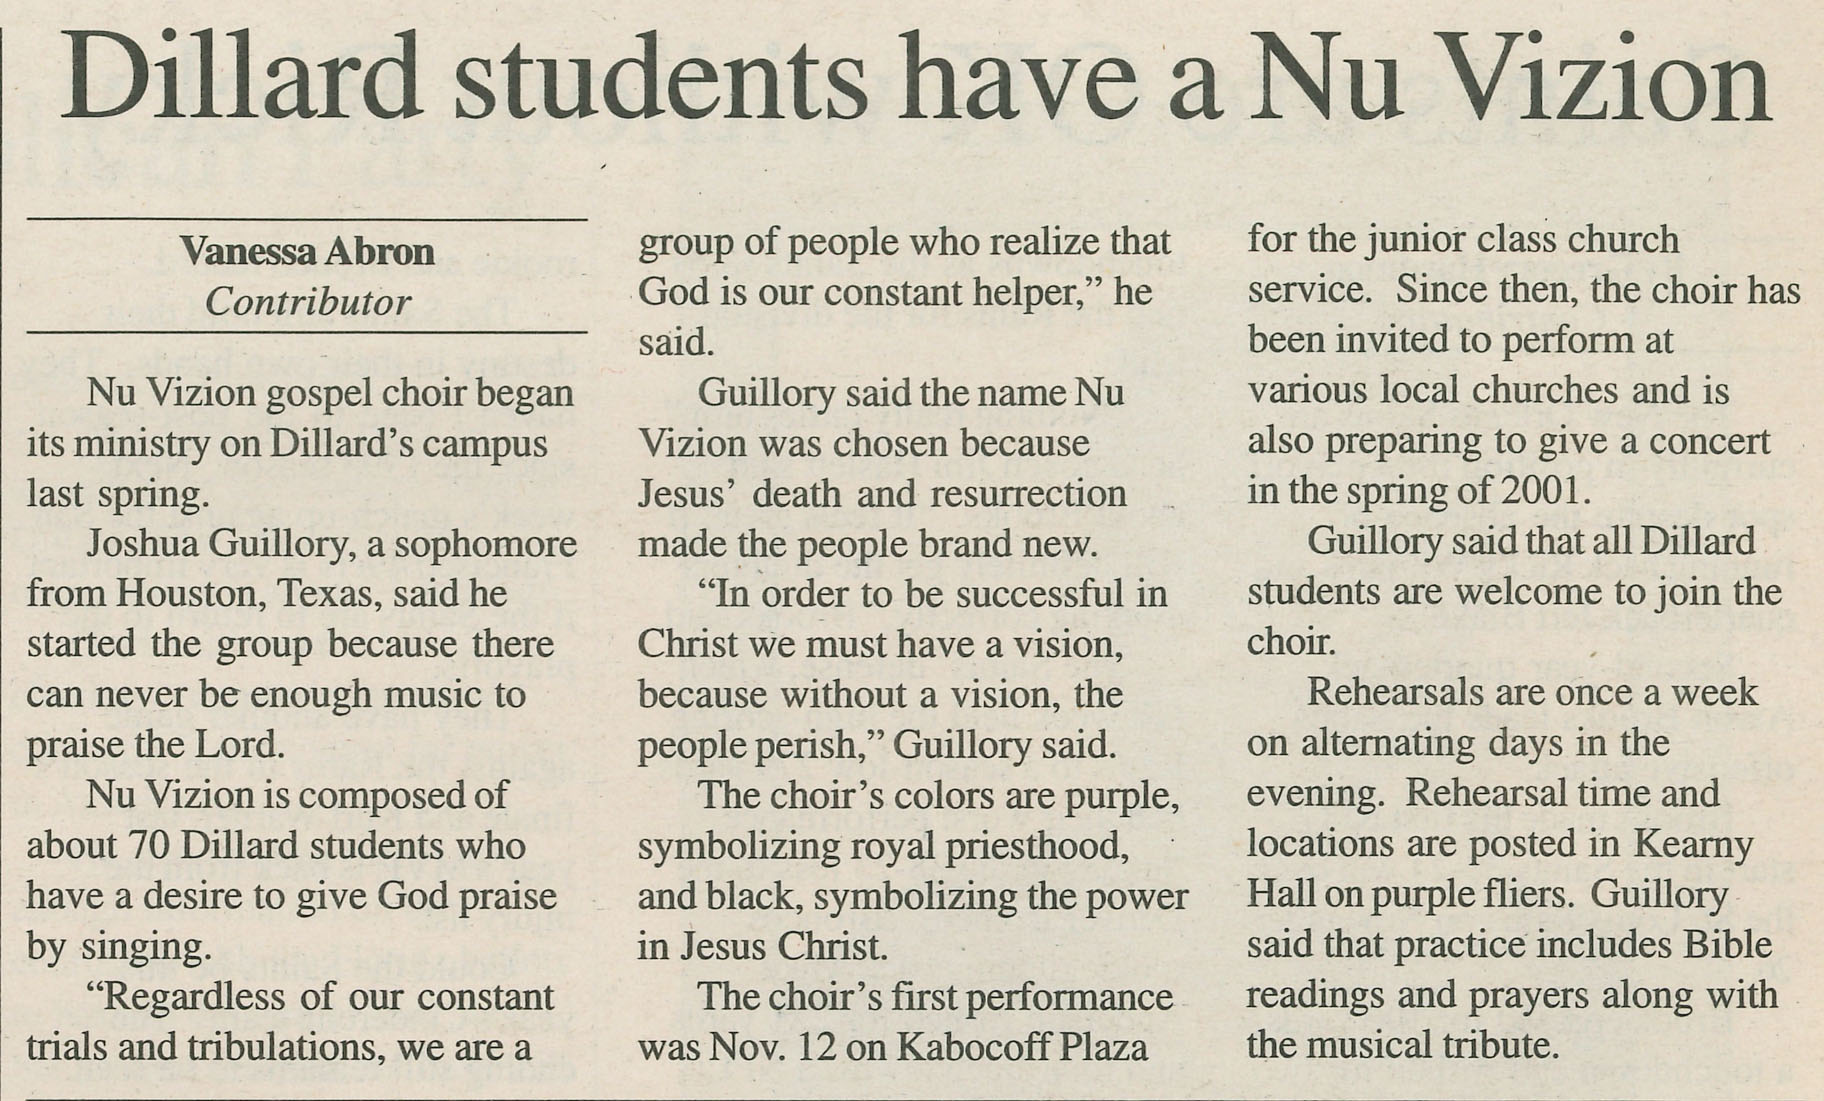 Dillard students have a Nu Vizion
Vanessa Abron
Contributor
Nu Vizion gospel choir began
its ministry on Dillard's campus
last spring.
Joshua Guillory, a sophomore
from Houston, Texas, said he
started the group because there
can never be enough music to
praise the Lord.
Nu Vizion is composed of
about 70 Dillard students who
have a desire to give God praise
by singing.
“Regardless of our constant
trials and tribulations, we are a
group of people who realize that
God is our constant helper,” he
said.
Guillory said the name Nu
Vizion was chosen because
Jesus’ death and resurrection
made the people brand new.
“In order to be successful in
Christ we must have a vision,
because without a vision, the
people perish,” Guillory said.
The choir’s colors are purple,
symbolizing royal priesthood,
and black, symbolizing the power
in Jesus Christ.
The choir’s first performance
was Nov. 12 on Kabocoff Plaza
for the junior class church
service. Since then, the choir has
been invited to perform at
various local churches and is
also preparing to give a concert
in the spring of 2001.
Guillory said that all Dillard
students are welcome to join the
choir.
Rehearsals are once a week
on alternating days in the
evening. Rehearsal time and
locations are posted in Kearny
Hall on purple fliers. Guillory
said that practice includes Bible
readings and prayers along with
the musical tribute.